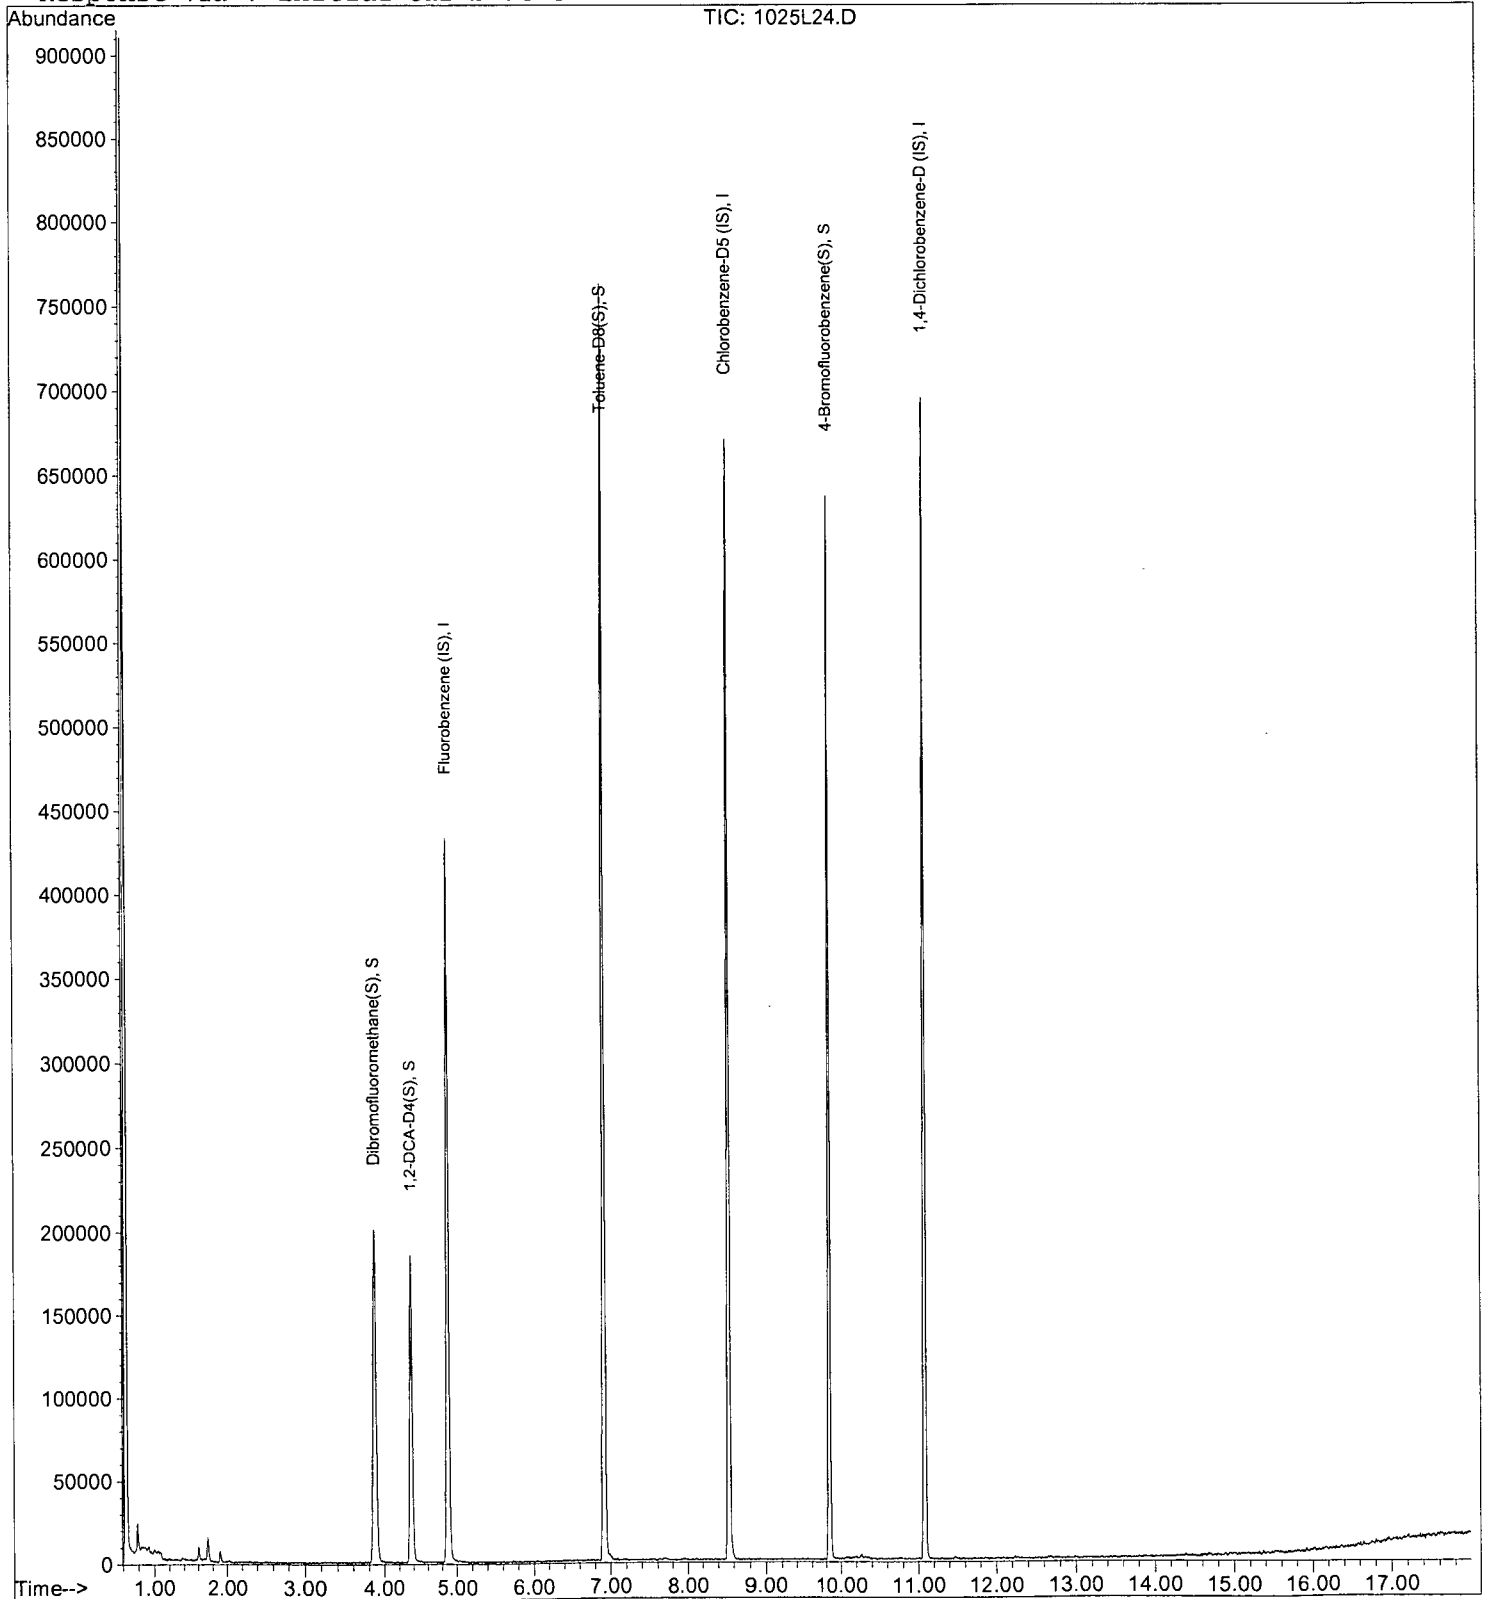 Abundance
TIC: 1025L24.D
900000
850000
800000
750000
700000
650000
600000
550000
500000
450000
400000
350000
300000
250000
200000
150000
100000
50000
0
Dibromofluoromethane(S), S
1,2-DCA-D4(S), S
Fluorobenzene (IS), I
Toluene-D8(S), S
Chlorobenzene-D5 (IS), I
4-Bromofluorobenzene(S), S
1,4-Dichlorobenzene-D (IS), I
Time--> 1.00 2.00 3.00 4.00 5.00 6.00 7.00 8.00 9.00 10.00 11.00 12.00 13.00 14.00 15.00 16.00 17.00